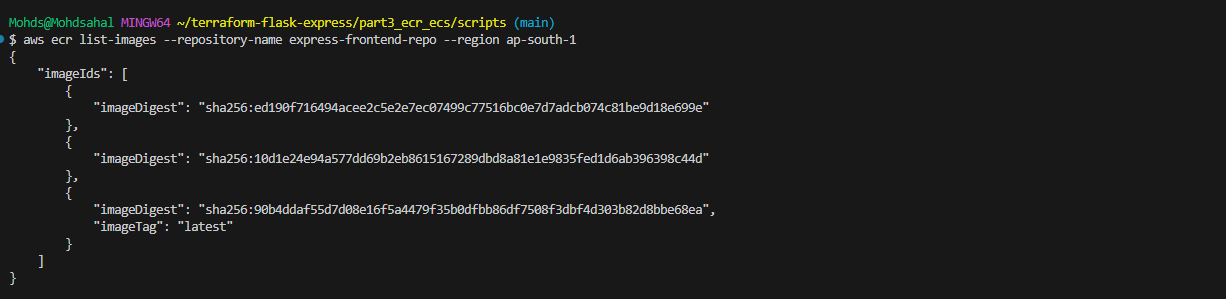 Mohds@Mohdsahal MINGW64 ~/terraform-flask-express/part3_ecr_ecs/scripts (main)
$ aws ecr list-images --repository-name express-frontend-repo --region ap-south-1
{
    "imageIds": [
        {
            "imageDigest": "sha256:ed190f716494acee2c5e2e7ec07499c77516bc0e7d7adcb074c81be9d18e699e"
        },
        {
            "imageDigest": "sha256:10d1e24e94a577dd69b2eb8615167289dbd8a81e1e9835fed1d6ab396398c44d"
        },
        {
            "imageDigest": "sha256:90b4ddaf55d7d08e16f5a4479f35b0dfbb86df7508f3dbf4d303b82d8bbe68ea",
            "imageTag": "latest"
        }
    ]
}